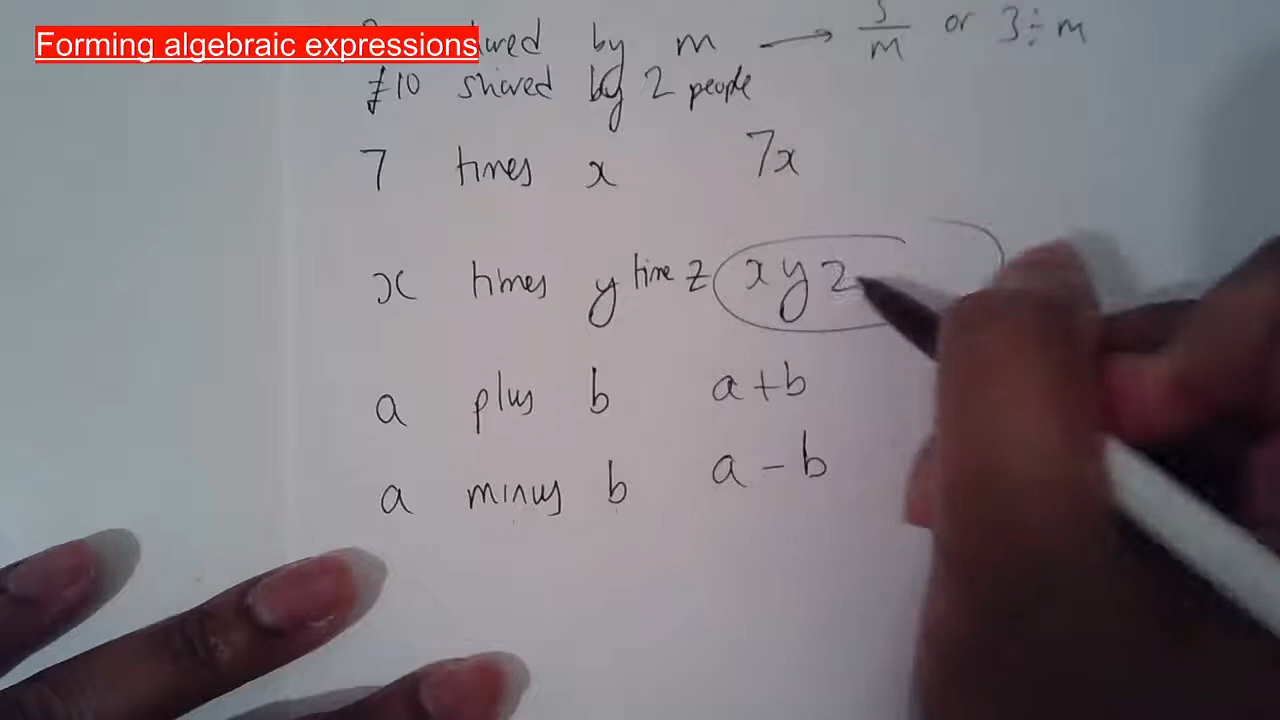 Forming algebraic expressions
by m → 3/m or 3÷m
£10 shared by 2 people
7 times x 7x
x times y time z xyz
a plus b a+b
a minus b a-b